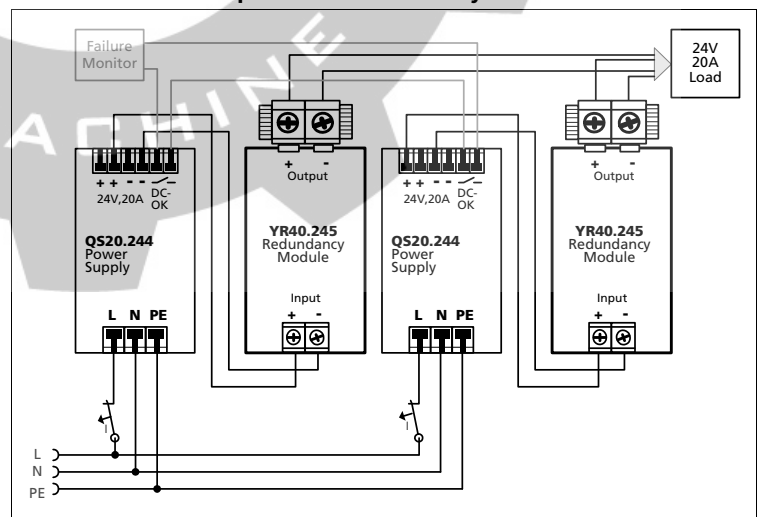 Failure
Monitor
24V
20A
Load
ACHINE
+ -
Output
+ -
Output
+ + - -
24V,20A
DC-
OK
+ + - -
24V,20A
DC-
OK
QS20.244
Power
Supply
YR40.245
Redundancy
Module
QS20.244
Power
Supply
YR40.245
Redundancy
Module
Input
+ -
Input
+ -
L N PE
L N PE
I
I
L
N
PE